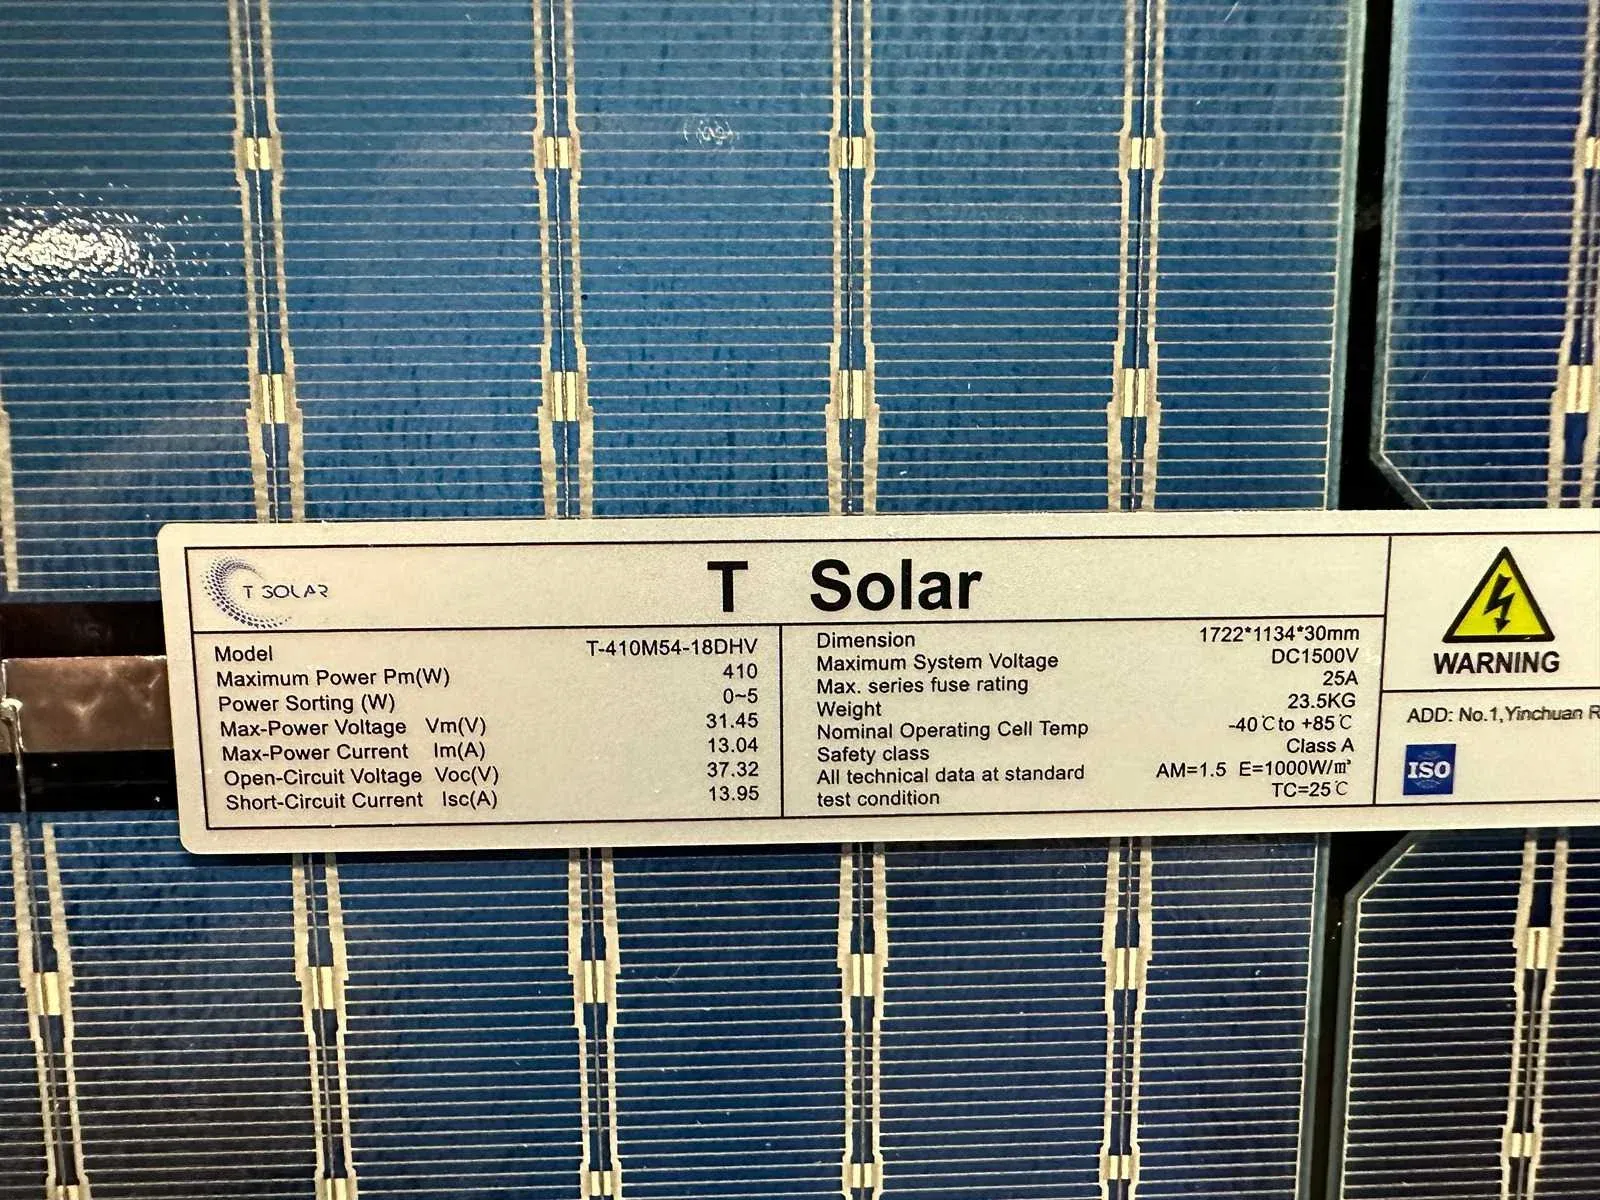 T SOLAR
T Solar
Model T-410M54-18DHV
Maximum Power Pm(W) 410
Power Sorting (W) 0~5
Max-Power Voltage Vm(V) 31.45
Max-Power Current Im(A) 13.04
Open-Circuit Voltage Voc(V) 37.32
Short-Circuit Current Isc(A) 13.95
Dimension 1722*1134*30mm
Maximum System Voltage DC1500V
Max. series fuse rating 25A
Weight 23.5KG
Nominal Operating Cell Temp -40℃to +85℃
Safety class Class A
All technical data at standard AM=1.5 E=1000W/m²
test condition TC=25℃
WARNING
ADD: No.1,Yinchuan R
ISO